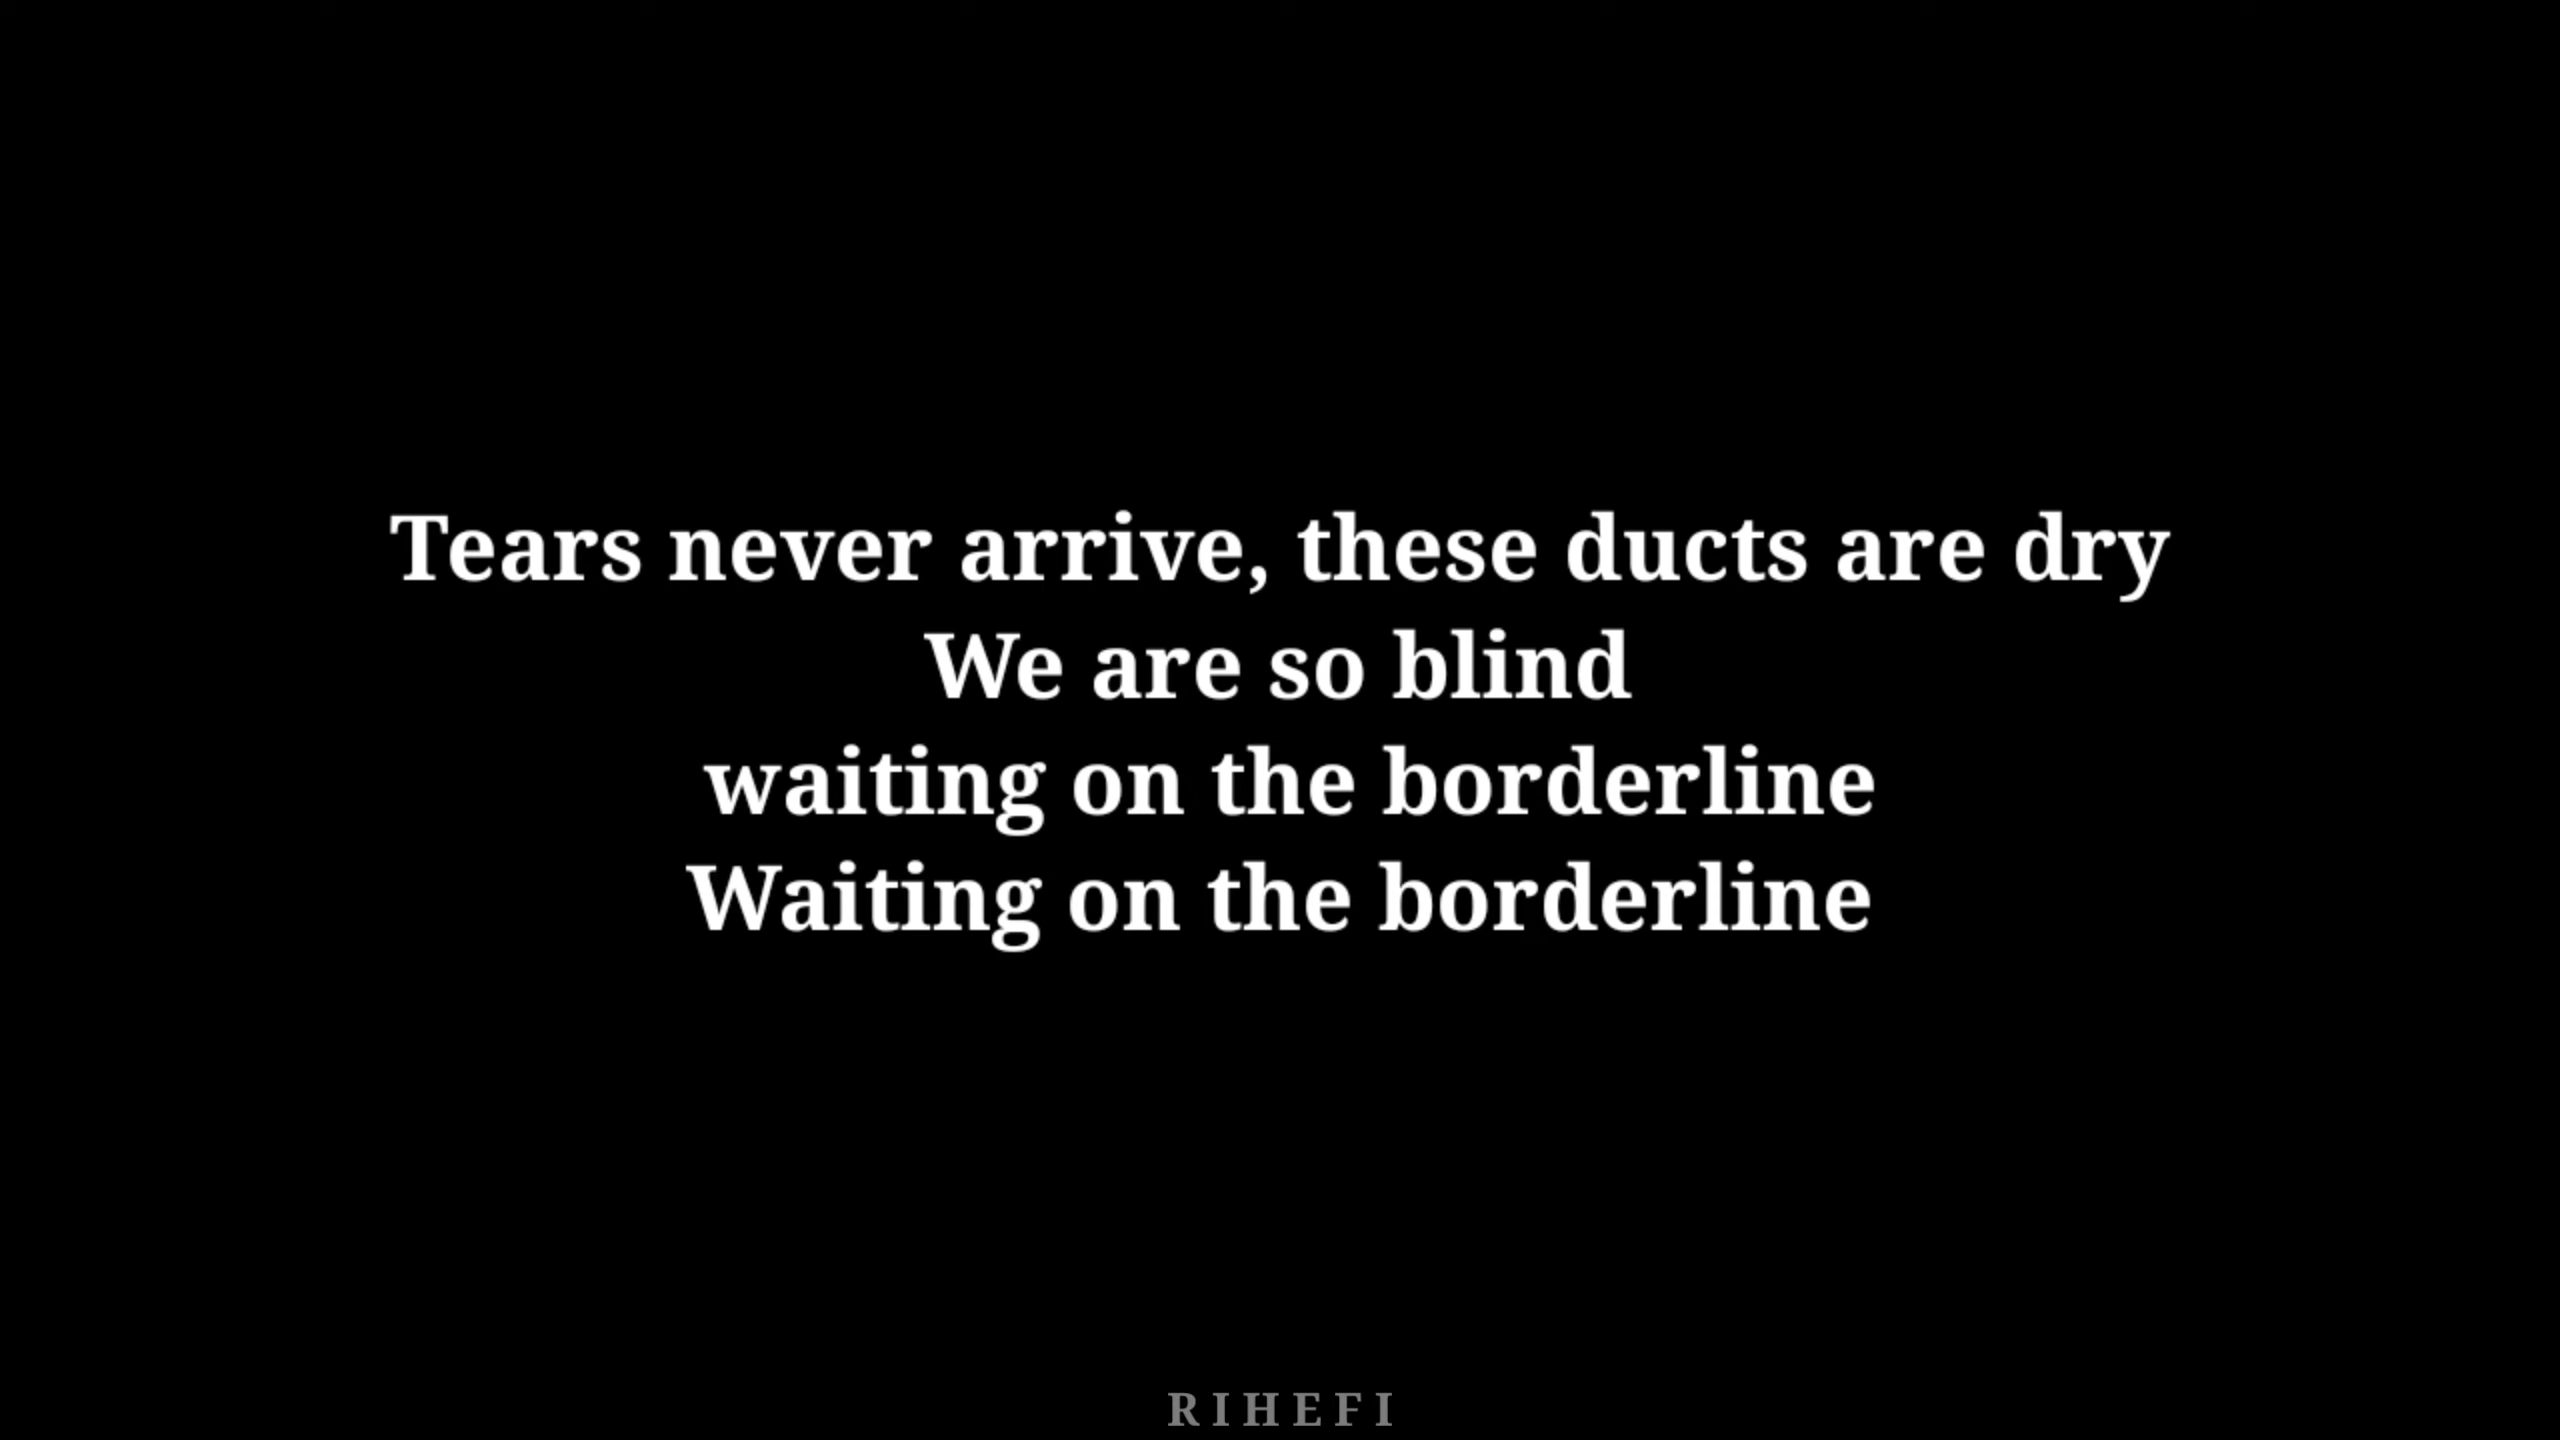 Tears never arrive, these ducts are dry
We are so blind
waiting on the borderline
Waiting on the borderline
RIHEFI